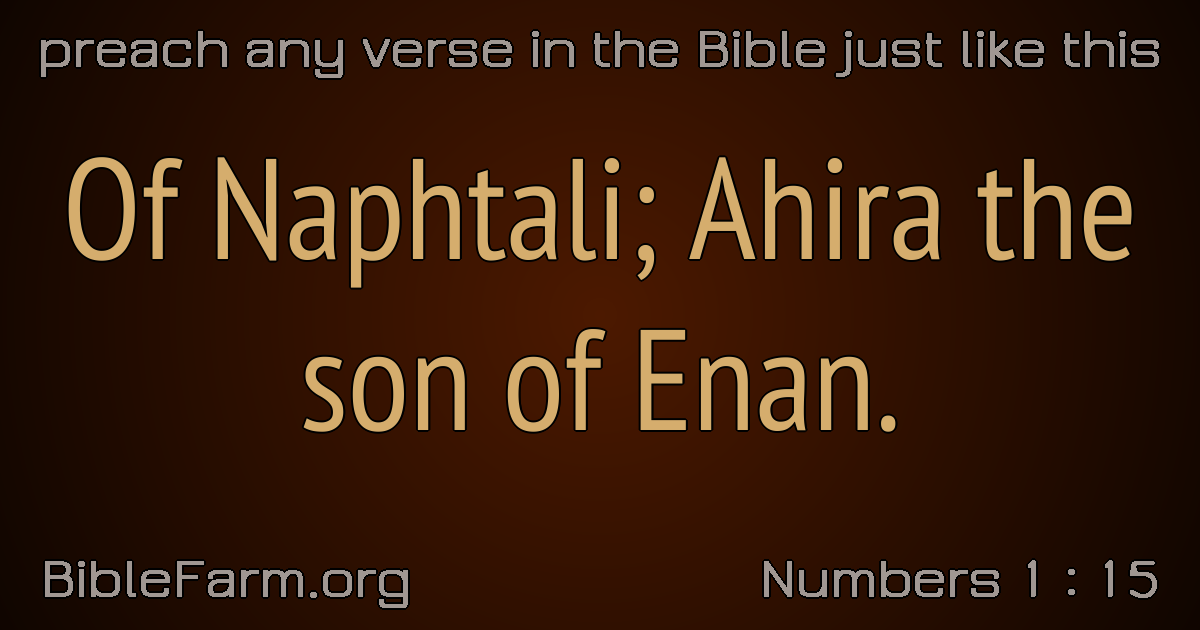 preach any verse in the Bible just like this
Of Naphtali; Ahira the
son of Enan.
BibleFarm.org
Numbers 1 : 15